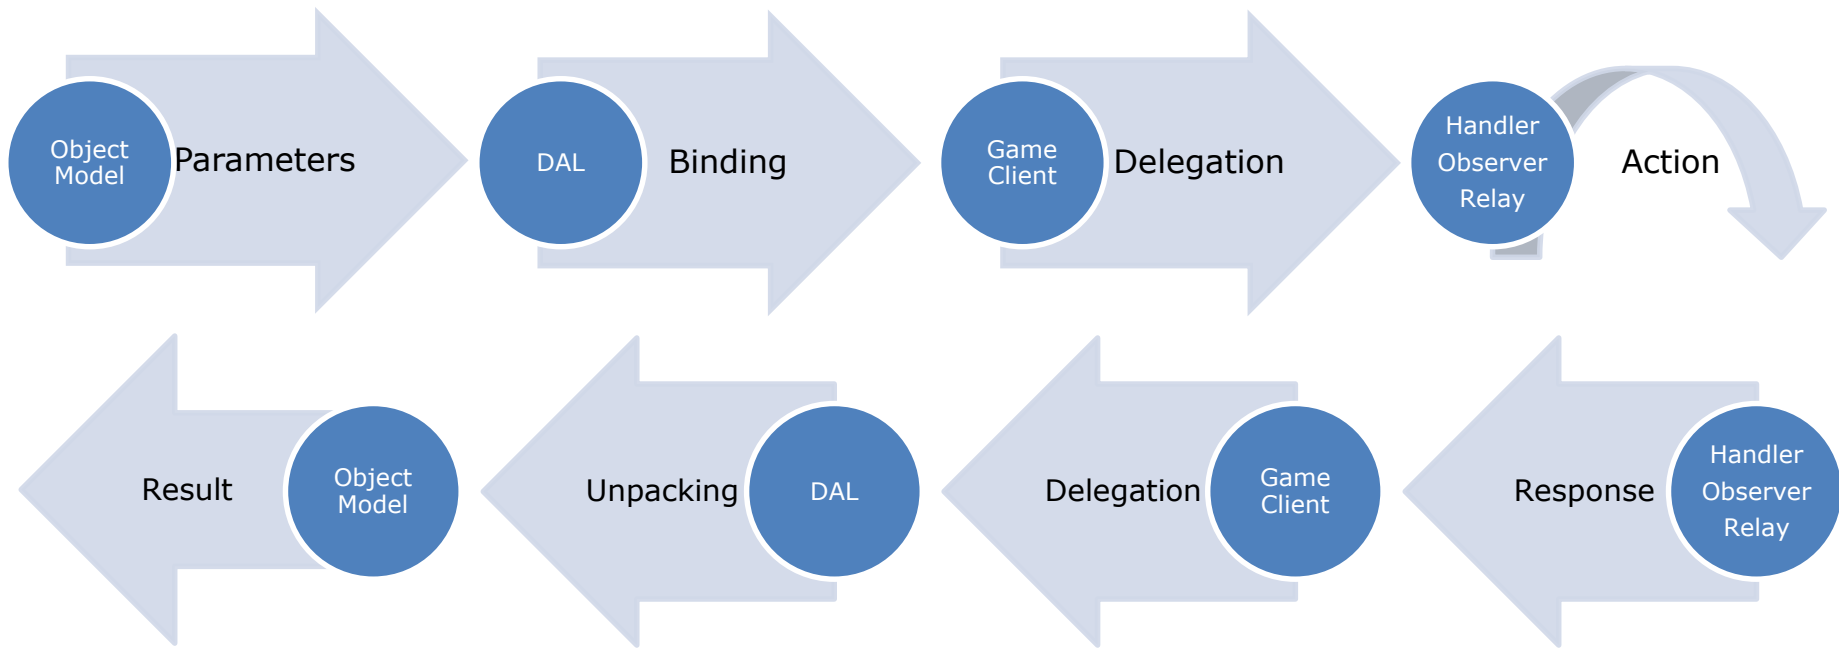 Object
Model
Parameters
DAL
Binding
Game
Client
Delegation
Handler
Observer
Relay
Action
Result
Object
Model
Unpacking
DAL
Delegation
Game
Client
Response
Handler
Observer
Relay